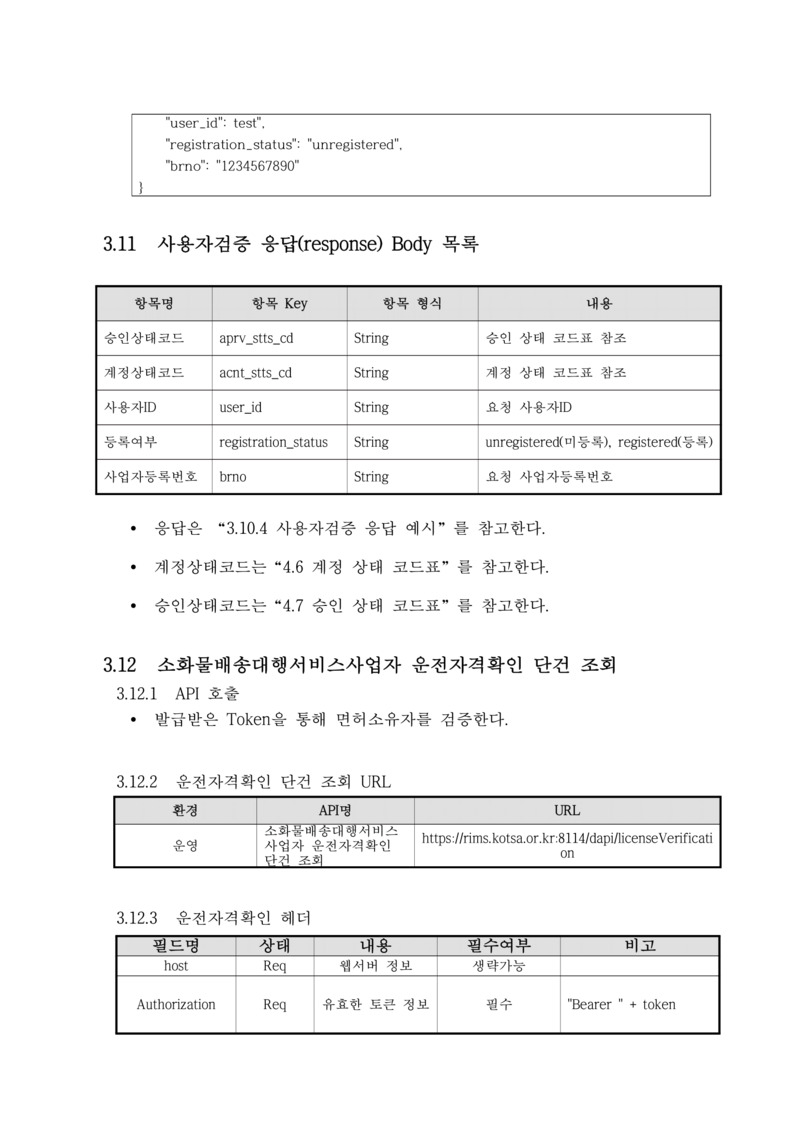 "user_id": test",
"registration_status": "unregistered",
"brno": "1234567890"
}
3.11 사용자검증 응답(response) Body 목록
항목명 항목 Key 항목 형식 내용
승인상태코드 aprv_stts_cd String 승인 상태 코드표 참조
계정상태코드 acnt_stts_cd String 계정 상태 코드표 참조
사용자ID user_id String 요청 사용자ID
등록여부 registration_status String unregistered(미등록), registered(등록)
사업자등록번호 brno String 요청 사업자등록번호
• 응답은 “3.10.4 사용자검증 응답 예시”를 참고한다.
• 계정상태코드는“4.6 계정 상태 코드표”를 참고한다.
• 승인상태코드는“4.7 승인 상태 코드표”를 참고한다.
3.12 소화물배송대행서비스사업자 운전자격확인 단건 조회
3.12.1 API 호출
• 발급받은 Token을 통해 면허소유자를 검증한다.
3.12.2 운전자격확인 단건 조회 URL
환경 API명 URL
운영
소화물배송대행서비스
사업자 운전자격확인
단건 조회
https://rims.kotsa.or.kr:8114/dapi/licenseVerificati
on
3.12.3 운전자격확인 헤더
필드명 상태 내용 필수여부 비고
host Req 웹서버 정보 생략가능
Authorization Req 유효한 토큰 정보 필수 "Bearer " + token